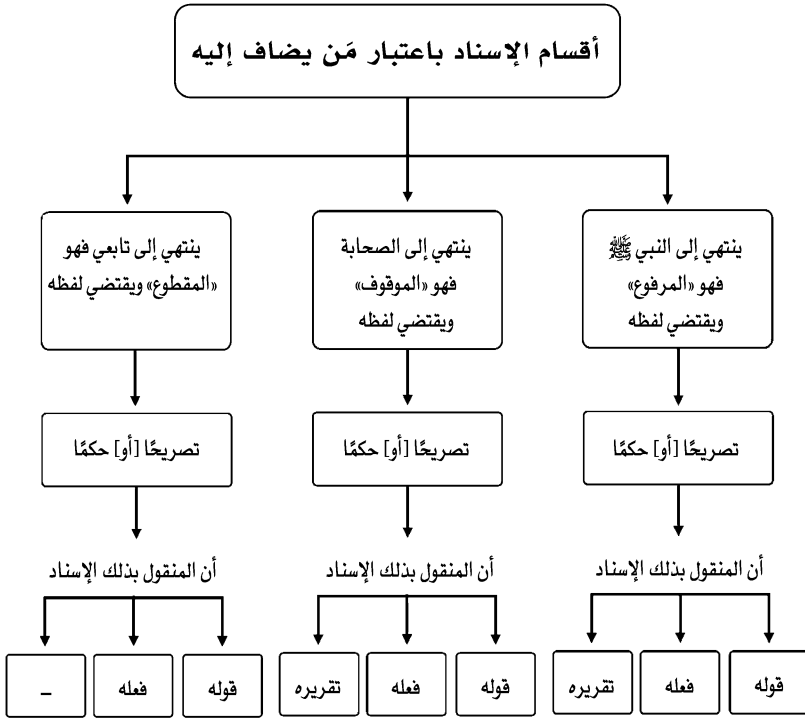 أقسام الإسناد باعتبار مَن يضاف إليه
ينتهي إلى النبي ﷺ
فهو «المرفوع»
ويقتضي لفظه
تصريحًا [أو] حكمًا
أن المنقول بذلك الإسناد
قوله
فعله
تقريره
ينتهي إلى الصحابة
فهو «الموقوف»
ويقتضي لفظه
تصريحًا [أو] حكمًا
أن المنقول بذلك الإسناد
قوله
فعله
تقريره
ينتهي إلى تابعي فهو
«المقطوع» ويقتضي لفظه
تصريحًا [أو] حكمًا
أن المنقول بذلك الإسناد
قوله
فعله
–